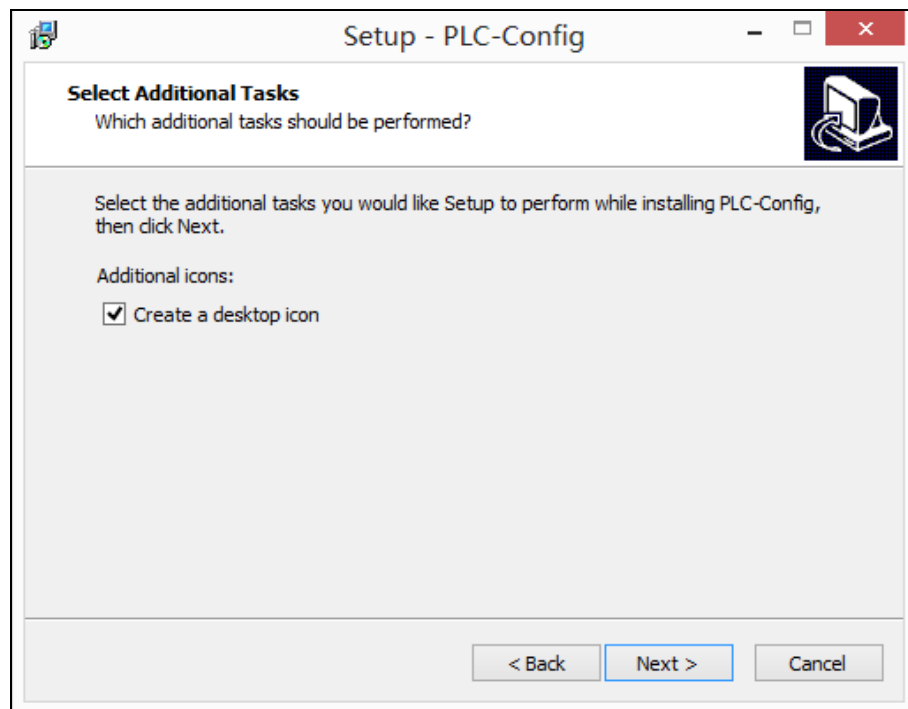 Setup - PLC-Config
Select Additional Tasks
Which additional tasks should be performed?
Select the additional tasks you would like Setup to perform while installing PLC-Config,
then click Next.
Additional icons:
Create a desktop icon
< Back Next > Cancel